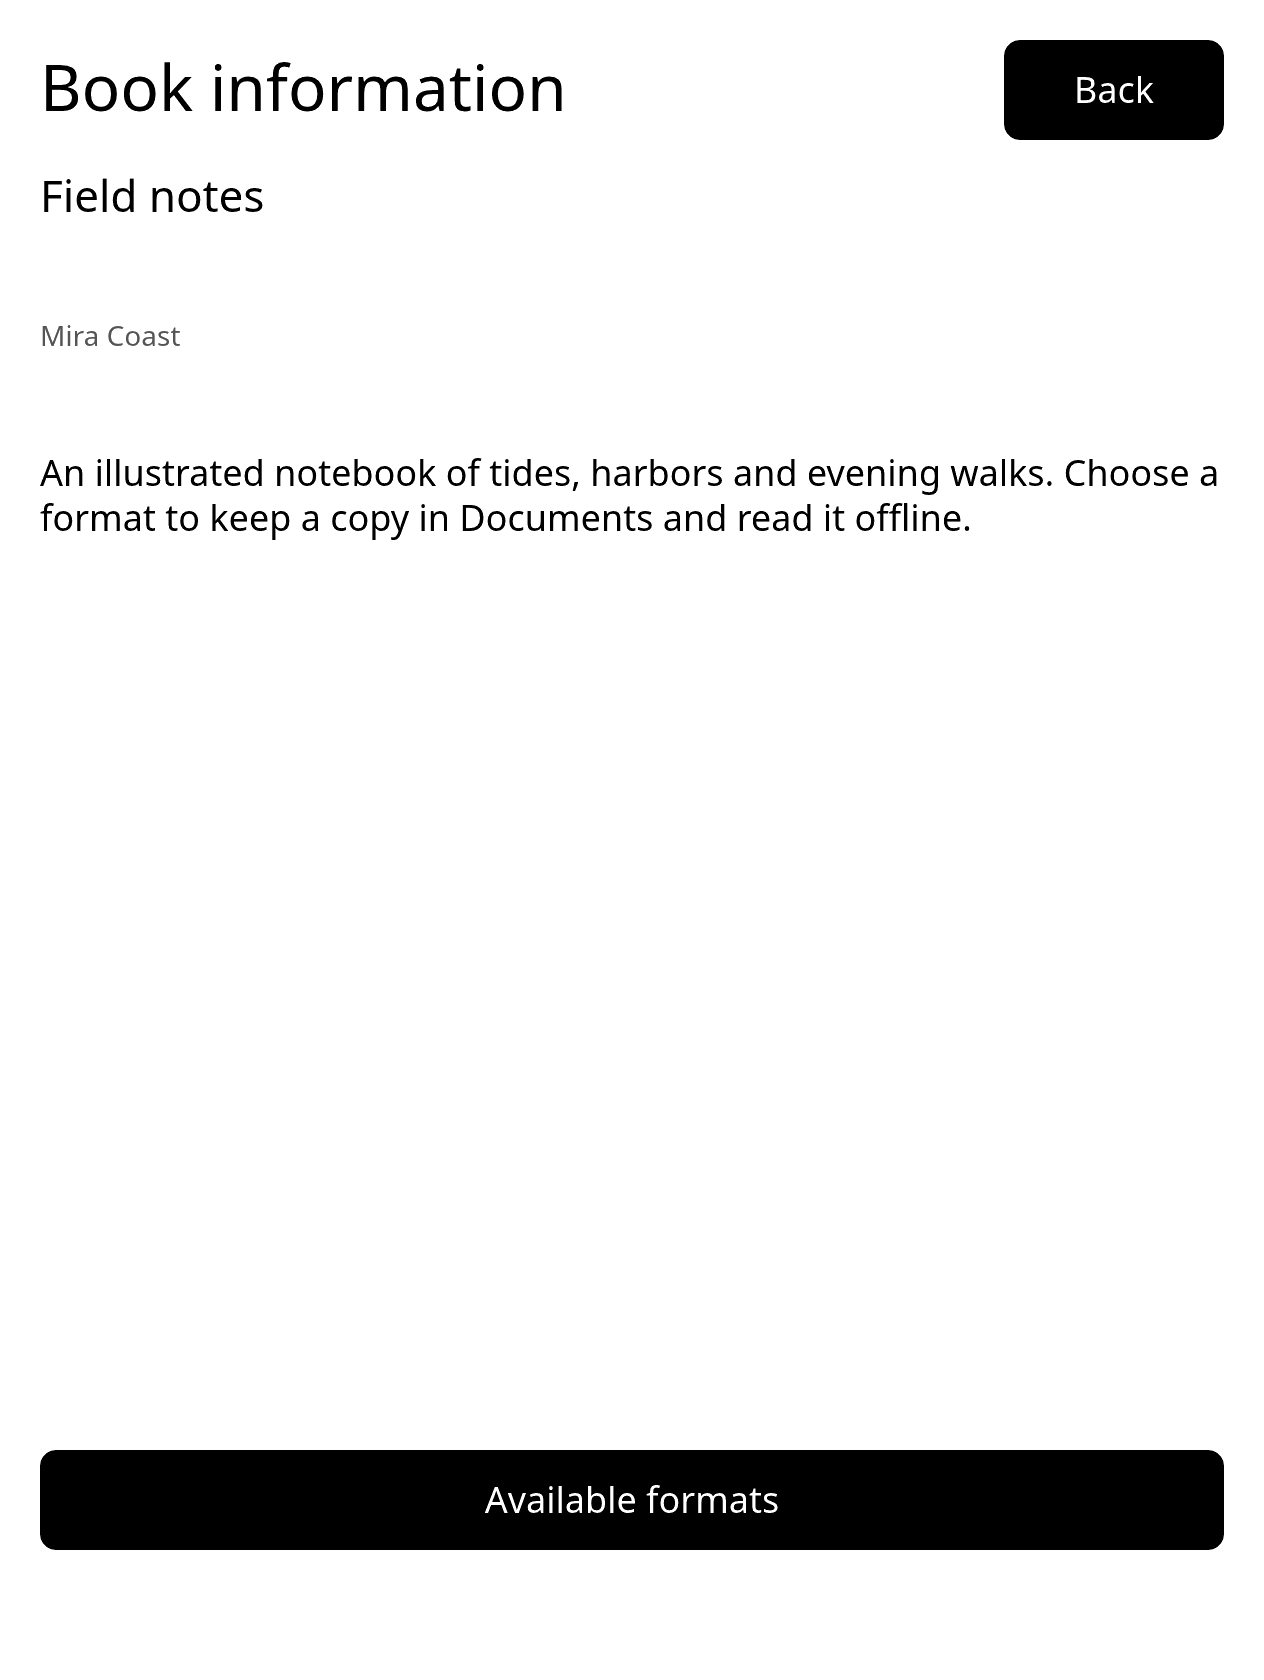 Book information
Back
Field notes
Mira Coast
An illustrated notebook of tides, harbors and evening walks. Choose a
format to keep a copy in Documents and read it offline.
Available formats